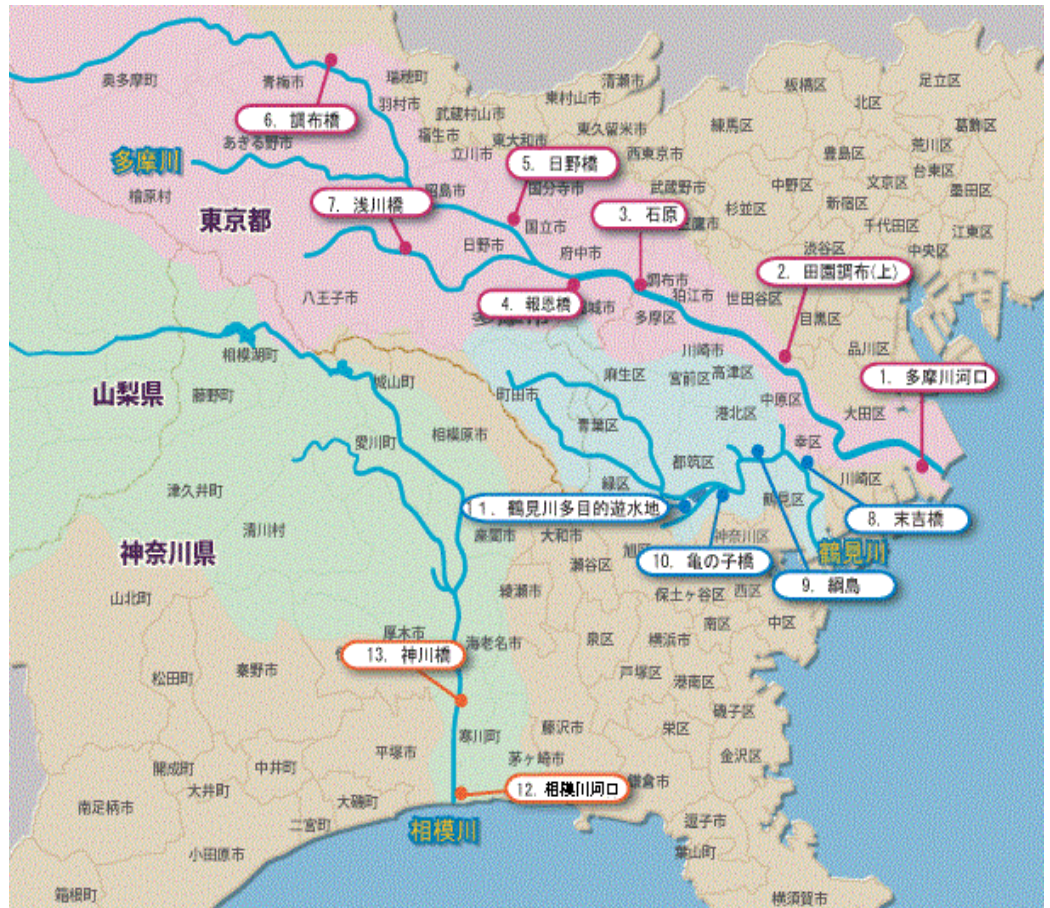 奥多摩町
青梅市
瑞穂町
清瀬市
板橋区
足立区
羽村市
武蔵村山市
東村山市
北区
葛飾区
6. 調布橋
福生市
東大和市
東久留米市
練馬区
荒川区
あきる野市
立川市
5. 日野橋
西東京市
豊島区
台東区
多摩川
檜原村
昭島市
国分寺市
武蔵野市
中野区
文京区
墨田区
7. 浅川橋
3. 石原
杉並区
新宿区
千代田区
江東区
東京都
国立市
日野市
府中市
渋谷区
中央区
2. 田園調布(上)
八王子市
4. 報恩橋
調布市
狛江市
世田谷区
多摩区
目黒区
相模湖町
川崎市
品川区
山梨県
藤野町
城山町
町田市
麻生区
宮前区
高津区
1. 多摩川河口
中原区
大田区
青葉区
港北区
愛川町
相模原市
幸区
都筑区
津久井町
緑区
川崎区
11. 鶴見川多目的遊水地
鶴見区
8. 末吉橋
清川村
座間市
大和市
旭区
神奈川区
神奈川県
瀬谷区
10. 亀の子橋
鶴見川
9. 綱島
山北町
綾瀬市
保土ヶ谷区
西区
厚木市
海老名市
泉区
横浜市
南区
中区
13. 神川橋
松田町
秦野市
戸塚区
港南区
磯子区
寒川町
藤沢市
栄区
平塚市
茅ヶ崎市
金沢区
開成町
中井町
大井町
南足柄市
大磯町
12. 相模川河口
鎌倉市
二宮町
相模川
逗子市
小田原市
葉山町
箱根町
横須賀市